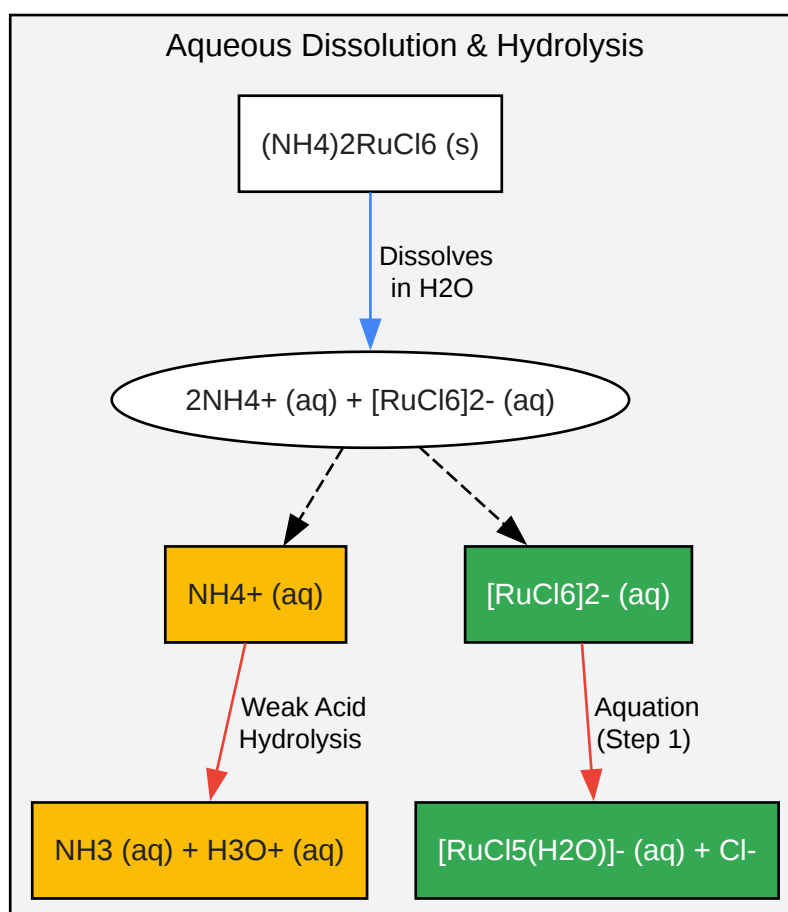 Aqueous Dissolution & Hydrolysis
(NH4)2RuCl6 (s)
Dissolves
in H2O
2NH4+ (aq) + [RuCl6]2- (aq)
NH4+ (aq)
[RuCl6]2- (aq)
Weak Acid
Hydrolysis
Aquation
(Step 1)
NH3 (aq) + H3O+ (aq)
[RuCl5(H2O)]- (aq) + Cl-